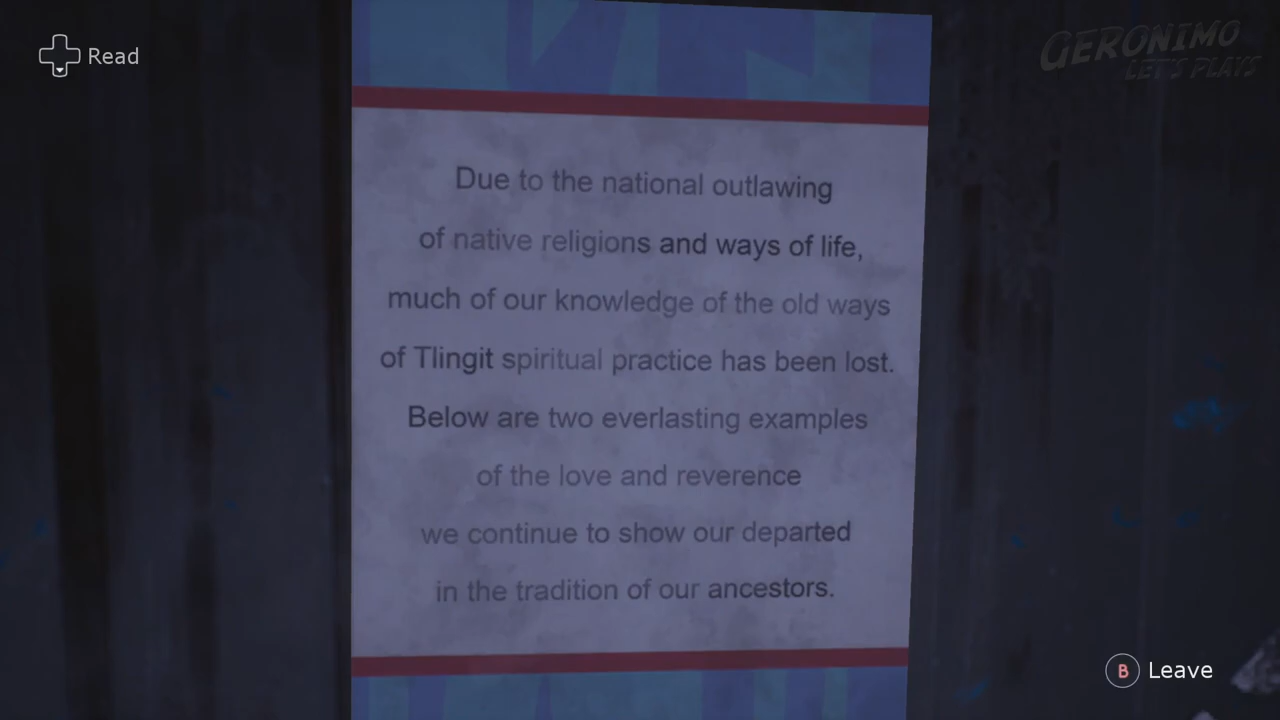 Read
GERONIMO
LET'S PLAYS
Due to the national outlawing
of native religions and ways of life,
much of our knowledge of the old ways
of Tlingit spiritual practice has been lost.
Below are two everlasting examples
of the love and reverence
we continue to show our departed
in the tradition of our ancestors.
B Leave